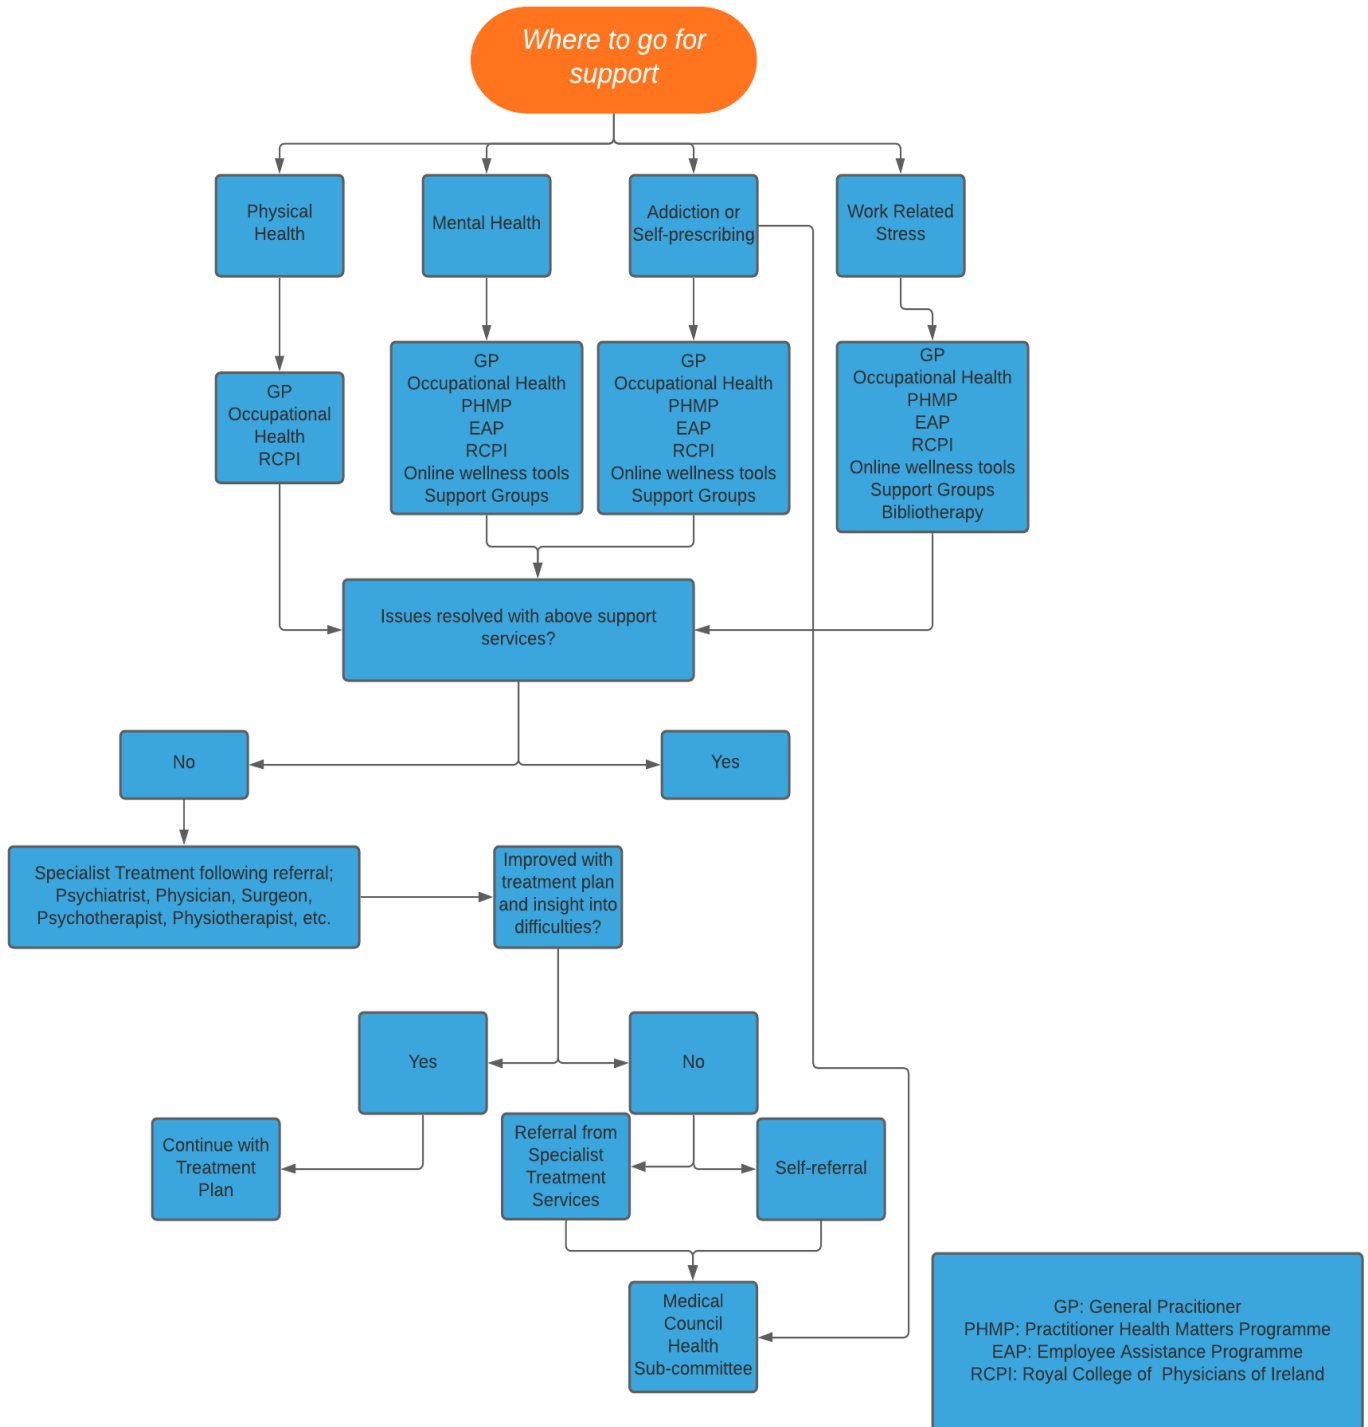 Where to go for
support
Physical
Health
Mental Health
Addiction or
Self-prescribing
Work Related
Stress
GP
Occupational
Health
RCPI
GP
Occupational Health
PHMP
EAP
RCPI
Online wellness tools
Support Groups
GP
Occupational Health
PHMP
EAP
RCPI
Online wellness tools
Support Groups
GP
Occupational Health
PHMP
EAP
RCPI
Online wellness tools
Support Groups
Bibliotherapy
Issues resolved with above support
services?
No
Yes
Specialist Treatment following referral;
Psychiatrist, Physician, Surgeon,
Psychotherapist, Physiotherapist, etc.
Improved with
treatment plan
and insight into
difficulties?
Yes
No
Continue with
Treatment
Plan
Referral from
Specialist
Treatment
Services
Self-referral
Medical
Council
Health
Sub-committee
GP: General Pracitioner
PHMP: Practitioner Health Matters Programme
EAP: Employee Assistance Programme
RCPI: Royal College of  Physicians of Ireland